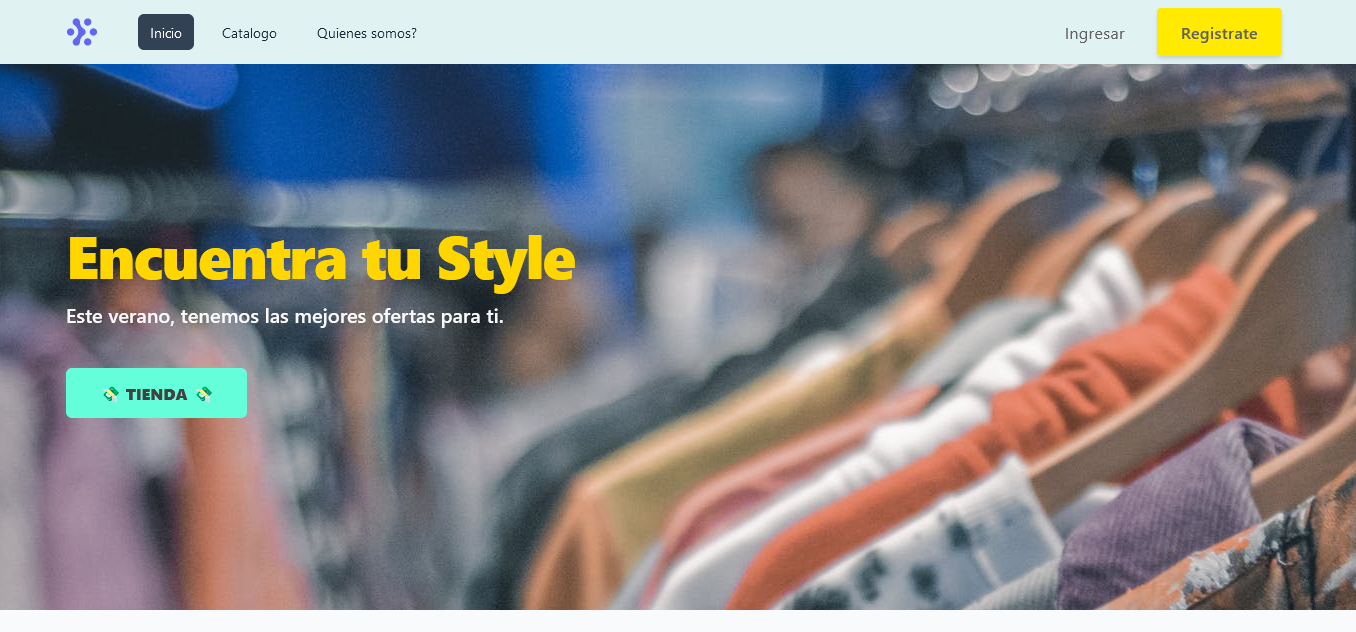 Inicio Catalogo Quienes somos? Ingresar Registrate
Encuentra tu Style
Este verano, tenemos las mejores ofertas para ti.
💸 TIENDA 💸